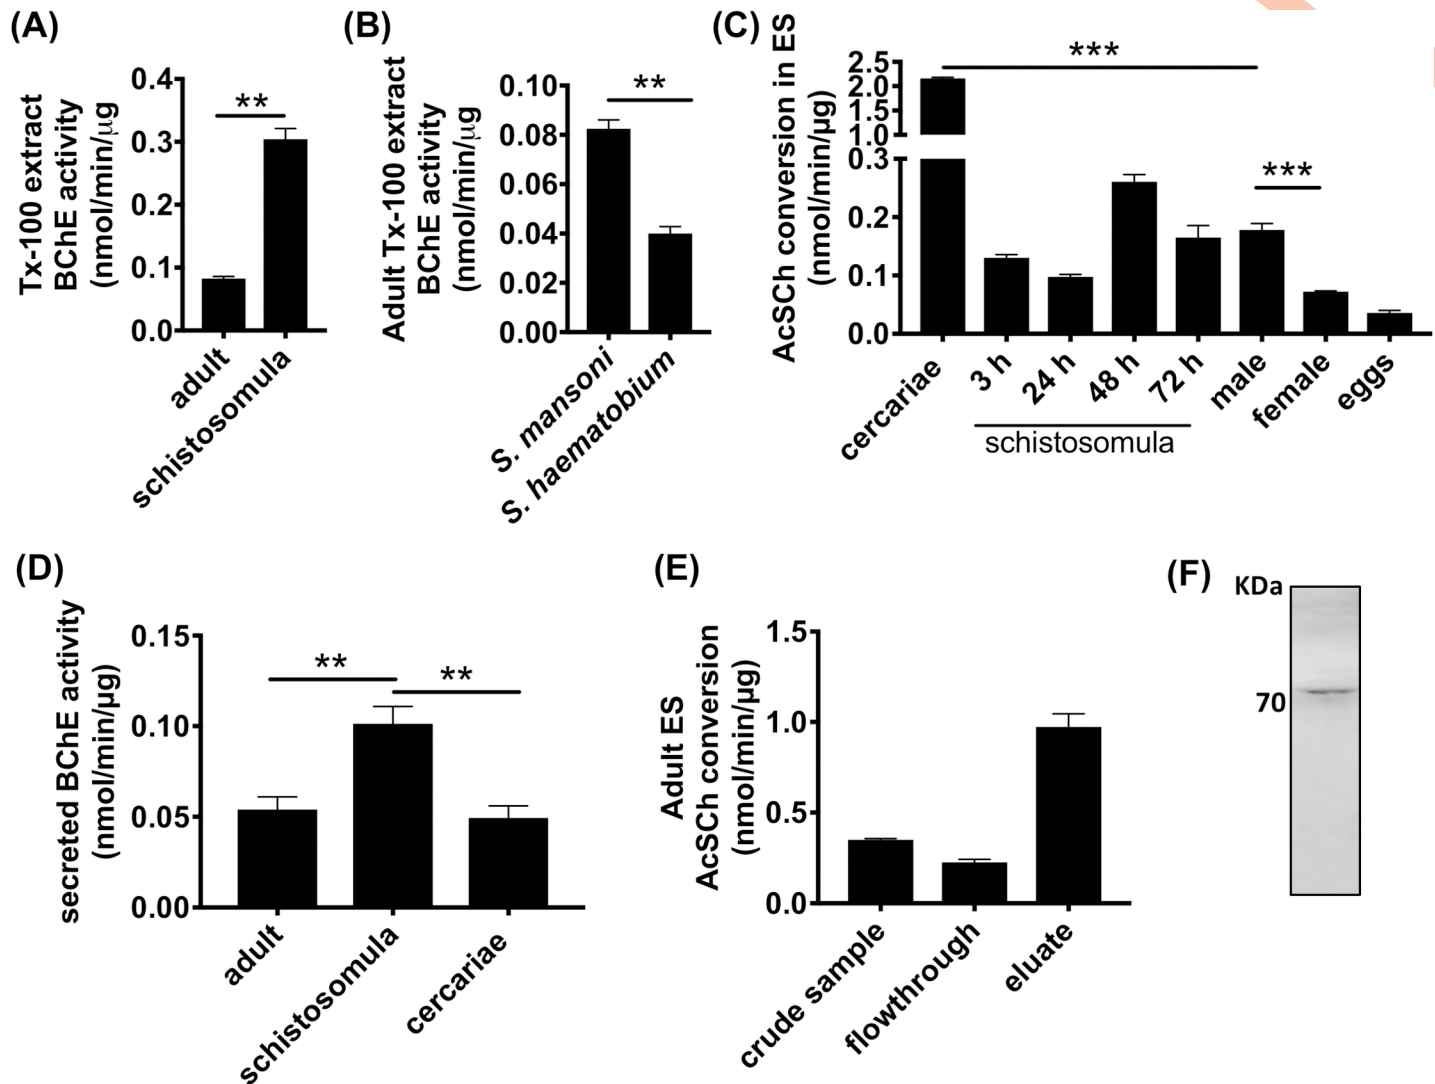 (A)
Tx-100 extract
BChE activity
(nmol/min/μg
0.4
0.3
0.2
0.1
0.0
**
adult
schistosomula
(B)
Adult Tx-100 extract
BChE activity
(nmol/min/μg
0.10
0.08
0.06
0.04
0.02
0.00
**
S. mansoni
S. haematobium
(C)
AcSCh conversion in ES
(nmol/min/μg)
2.5
2.0
1.5
1.0
0.3
0.2
0.1
0.0
***
***
cercariae
3 h
24 h
48 h
72 h
male
female
eggs
schistosomula
(D)
secreted BChE activity
(nmol/min/μg)
0.15
0.10
0.05
0.00
**
**
adult
schistosomula
cercariae
(E)
Adult ES
AcSCh conversion
(nmol/min/μg)
1.5
1.0
0.5
0.0
crude sample
flowthrough
eluate
(F)
KDa
70